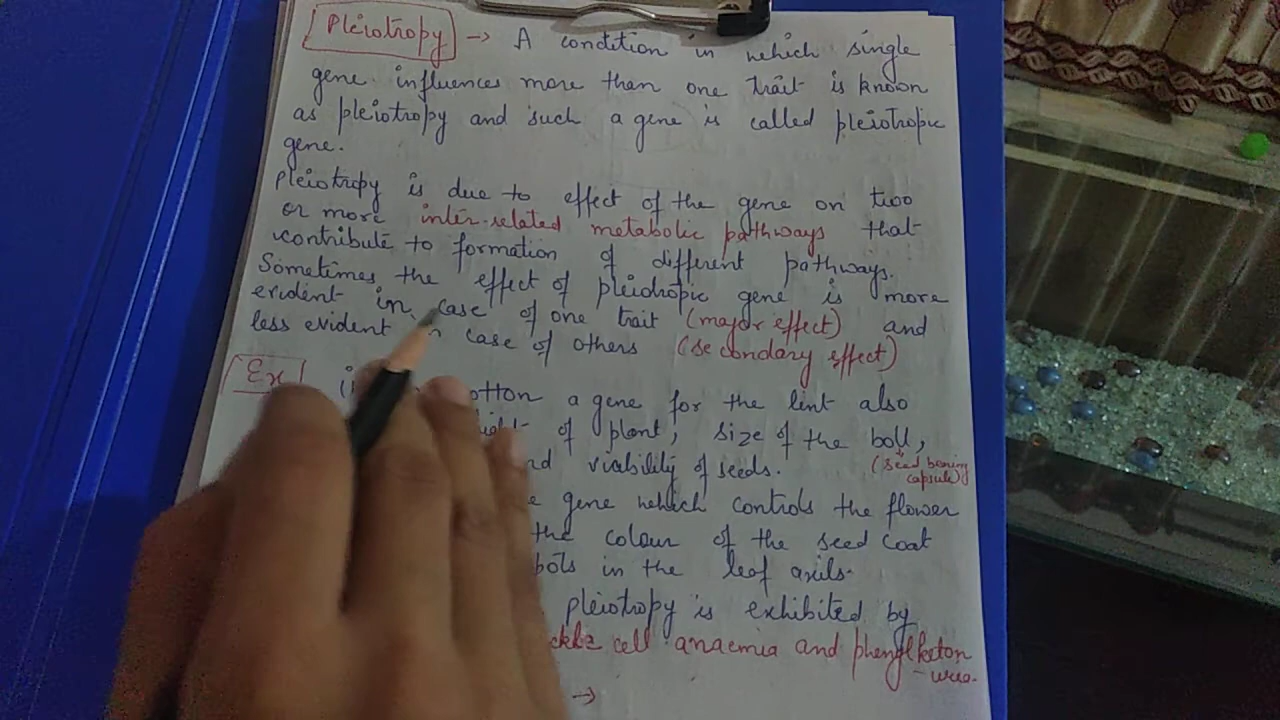 Pleiotropy → A condition in which single
gene influences more than one trait is known
as pleiotropy and such a gene is called pleiotropic
gene.
Pleiotropy is due to effect of the gene on two
or more inter-related metabolic pathways that
contribute to formation of different pathways.
Sometimes the effect of pleiotropic gene is more
evident in case of one trait (major effect) and
less evident in case of others (secondary effect)
Ex otton a gene for the lint also
of plant, size of the boll,
nd viability of seeds. (seed bearing
capsule)
e gene which controls the flower
the colour of the seed coat
in the leaf axils.
pleiotropy is exhibited by
cell anaemia and phenylketon
-uria.
→